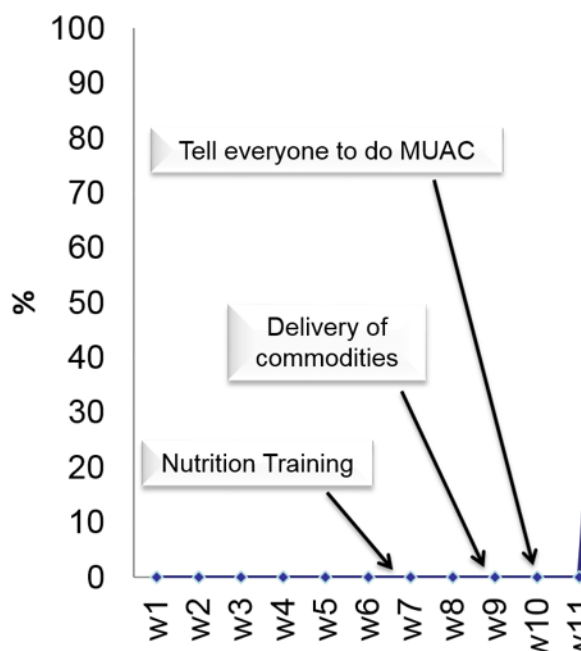 100
90
80
70
60
50
40
30
20
10
0
%
Tell everyone to do MUAC
Delivery of
commodities
Nutrition Training
w1
w2
w3
w4
w5
w6
w7
w8
w9
w10
w11